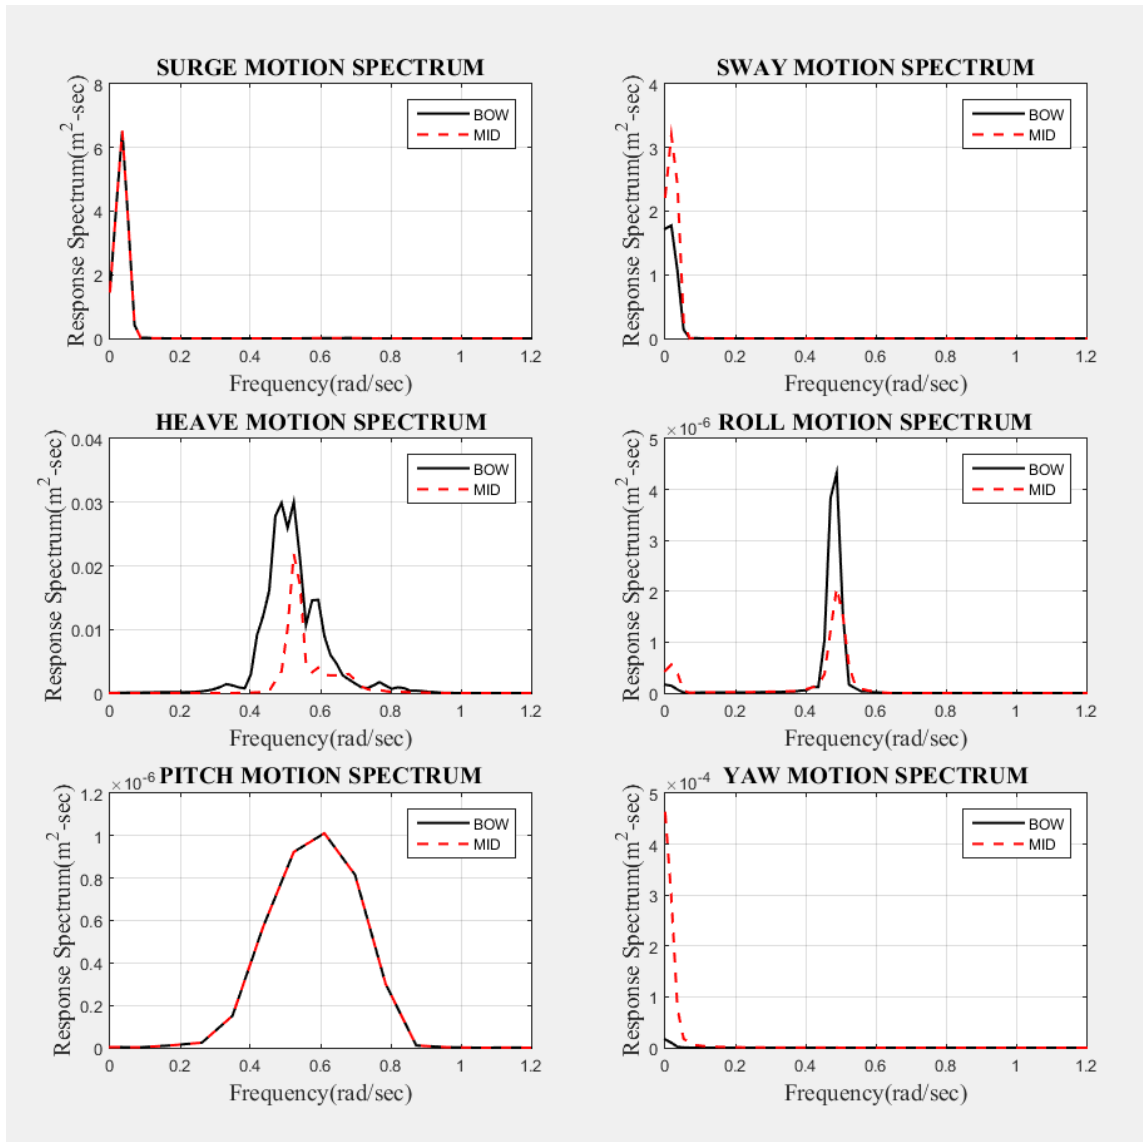 SURGE MOTION SPECTRUM
Response Spectrum(m²-sec)
8
6
4
2
0
BOW
MID
0 0.2 0.4 0.6 0.8 1 1.2
Frequency(rad/sec)
SWAY MOTION SPECTRUM
Response Spectrum(m²-sec)
4
3
2
1
0
BOW
MID
0 0.2 0.4 0.6 0.8 1 1.2
Frequency(rad/sec)
HEAVE MOTION SPECTRUM
Response Spectrum(m²-sec)
0.04
0.03
0.02
0.01
0
BOW
MID
0 0.2 0.4 0.6 0.8 1 1.2
Frequency(rad/sec)
×10⁻⁶ ROLL MOTION SPECTRUM
Response Spectrum(m²-sec)
5
4
3
2
1
0
BOW
MID
0 0.2 0.4 0.6 0.8 1 1.2
Frequency(rad/sec)
×10⁻⁶ PITCH MOTION SPECTRUM
Response Spectrum(m²-sec)
1.2
1
0.8
0.6
0.4
0.2
0
BOW
MID
0 0.2 0.4 0.6 0.8 1 1.2
Frequency(rad/sec)
×10⁻⁴ YAW MOTION SPECTRUM
Response Spectrum(m²-sec)
5
4
3
2
1
0
BOW
MID
0 0.2 0.4 0.6 0.8 1 1.2
Frequency(rad/sec)